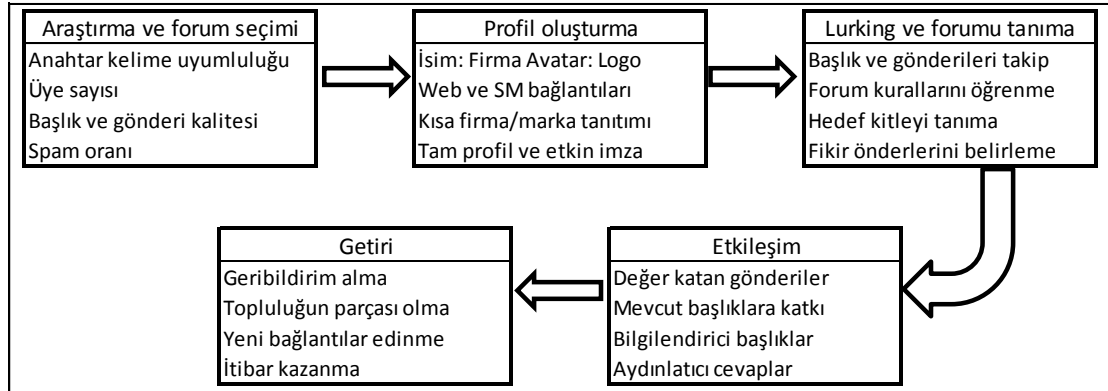 Araştırma ve forum seçimi
Anahtar kelime uyumluluğu
Üye sayısı
Başlık ve gönderi kalitesi
Spam oranı
Profil oluşturma
İsim: Firma Avatar: Logo
Web ve SM bağlantıları
Kısa firma/marka tanıtımı
Tam profil ve etkin imza
Lurking ve forumu tanıma
Başlık ve gönderileri takip
Forum kurallarını öğrenme
Hedef kitleyi tanıma
Fikir önderlerini belirleme
Etkileşim
Değer katan gönderiler
Mevcut başlıklara katkı
Bilgilendirici başlıklar
Aydınlatıcı cevaplar
Getiri
Geribildirim alma
Topluluğun parçası olma
Yeni bağlantılar edinme
İtibar kazanma